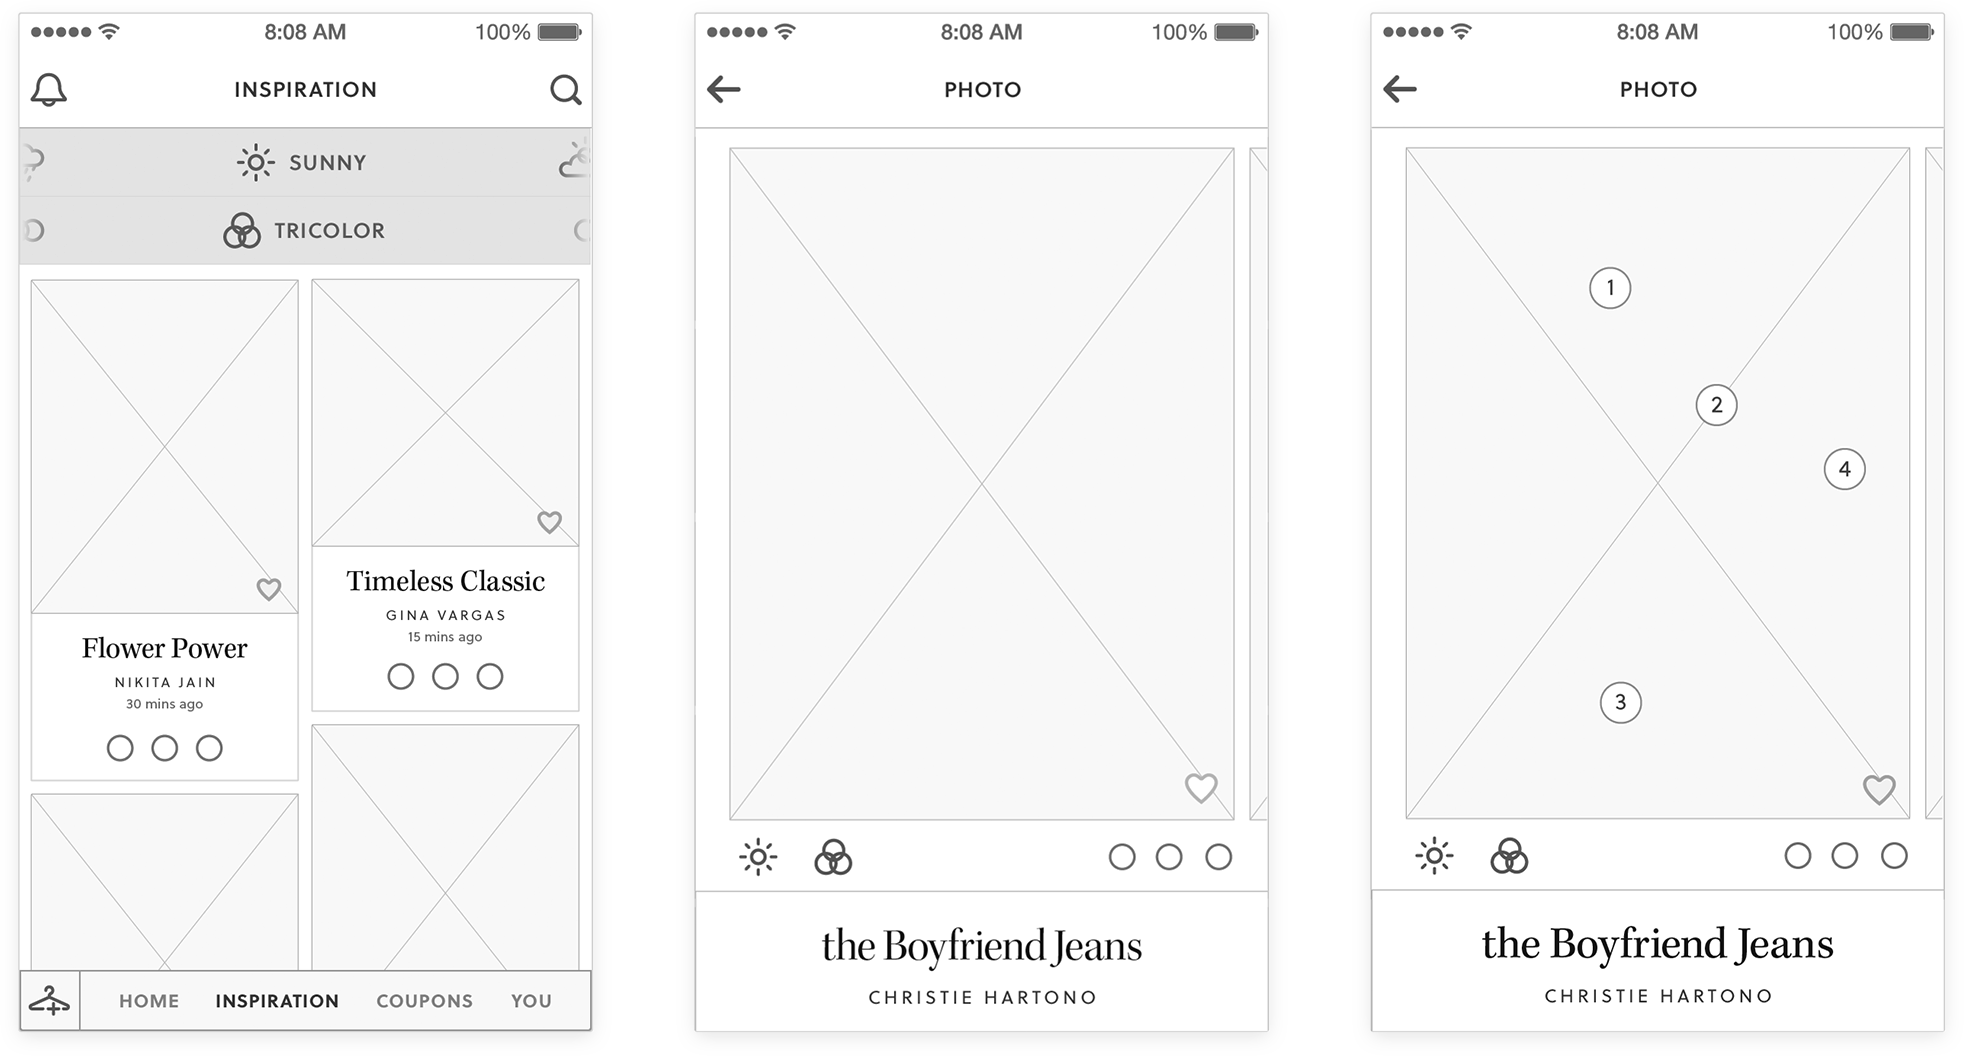 8:08 AM 100%
INSPIRATION
SUNNY
TRICOLOR
Flower Power
NIKITA JAIN
30 mins ago
Timeless Classic
GINA VARGAS
15 mins ago
HOME INSPIRATION COUPONS YOU
8:08 AM 100%
PHOTO
the Boyfriend Jeans
CHRISTIE HARTONO
8:08 AM 100%
PHOTO
1
2
4
3
the Boyfriend Jeans
CHRISTIE HARTONO